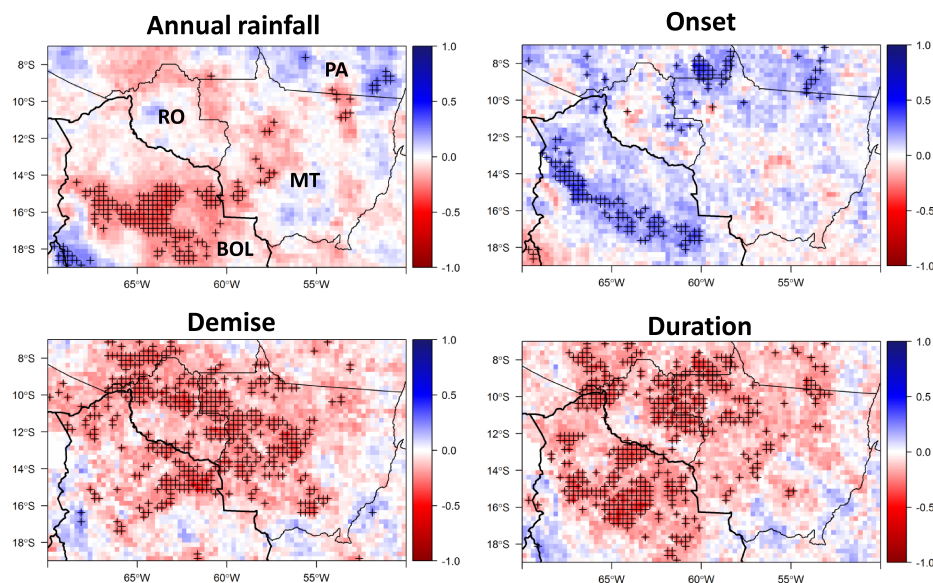 Annual rainfall
8°S
10°S
12°S
14°S
16°S
18°S
65°W
60°W
55°W
PA
RO
MT
BOL
1.0
0.5
0.0
-0.5
-1.0
Onset
8°S
10°S
12°S
14°S
16°S
18°S
65°W
60°W
55°W
1.0
0.5
0.0
-0.5
-1.0
Demise
8°S
10°S
12°S
14°S
16°S
18°S
65°W
60°W
55°W
1.0
0.5
0.0
-0.5
-1.0
Duration
8°S
10°S
12°S
14°S
16°S
18°S
65°W
60°W
55°W
1.0
0.5
0.0
-0.5
-1.0